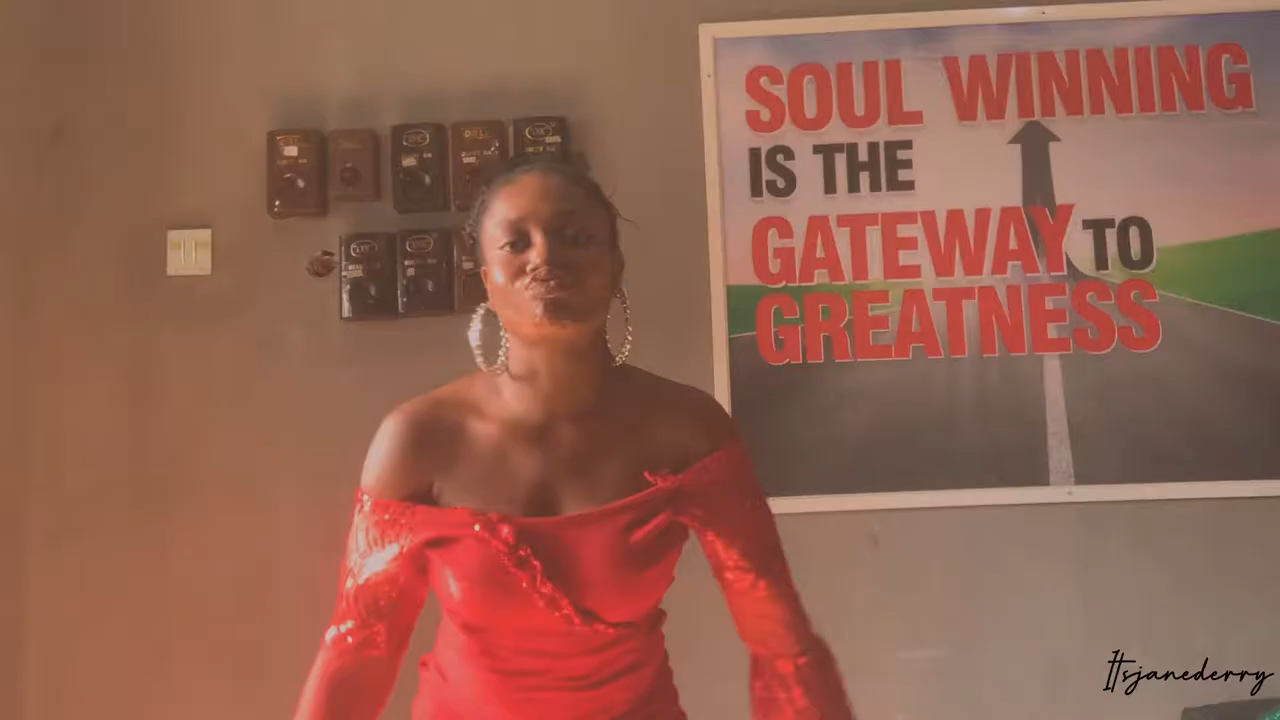 SOUL WINNING
IS THE
GATEWAY TO
GREATNESS
Itsjanederry